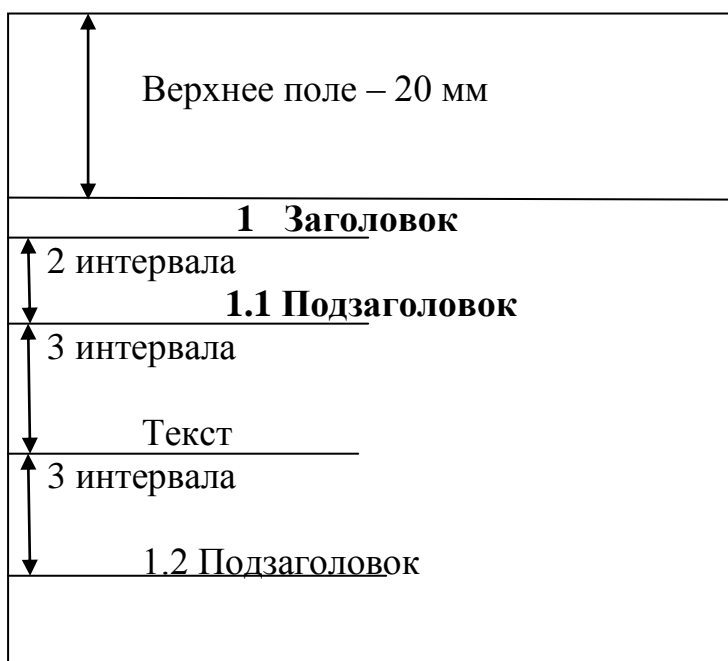 Верхнее поле – 20 мм
1 Заголовок
2 интервала
1.1 Подзаголовок
3 интервала
Текст
3 интервала
1.2 Подзаголовок